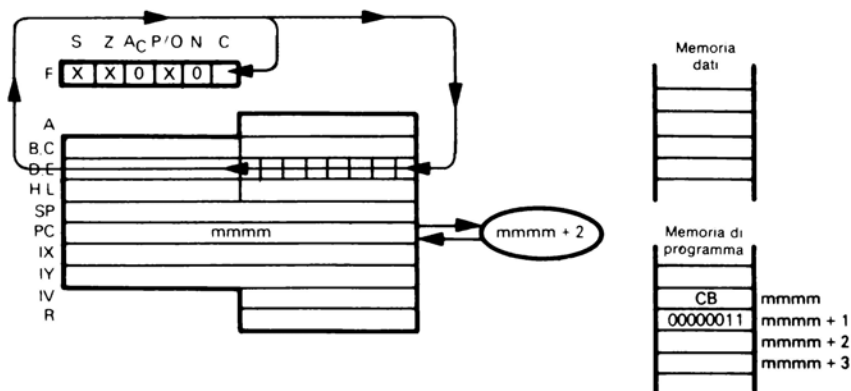 S Z AC P/O N C
F X X 0 X 0
A
B.C
D.E
H L
SP
PC mmmm
IX
IY
IV
R
mmmm + 2
Memoria
dati
Memoria di
programma
CB mmmm
00000011 mmmm + 1
mmmm + 2
mmmm + 3